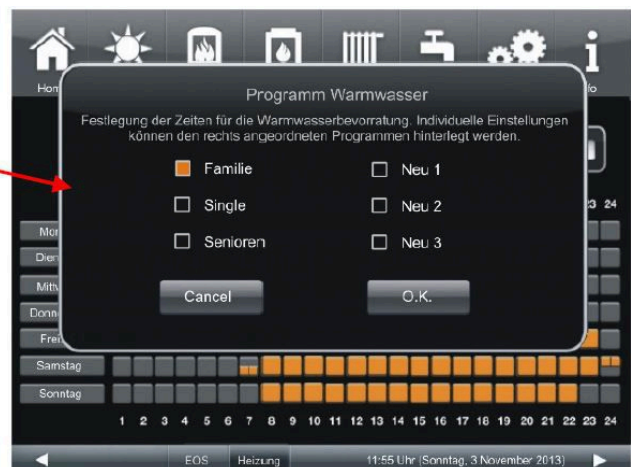 Programm Warmwasser
Festlegung der Zeiten für die Warmwasserbevorratung. Individuelle Einstellungen
können den rechts angeordneten Programmen hinterlegt werden.
Familie Neu 1
Single Neu 2
Senioren Neu 3
Cancel O.K.
23 24
Samstag
Sonntag
1 2 3 4 5 6 7 8 9 10 11 12 13 14 15 16 17 18 19 20 21 22 23 24
EOS Heizung 11:55 Uhr (Sonntag, 3 November 2013)